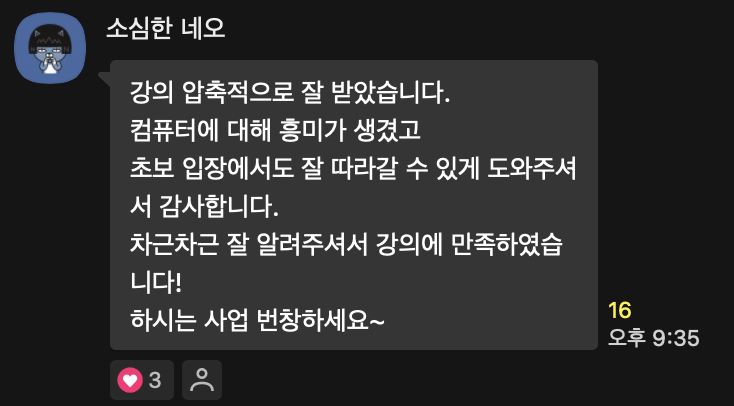 소심한 네오
강의 압축적으로 잘 받았습니다.
컴퓨터에 대해 흥미가 생겼고
초보 입장에서도 잘 따라갈 수 있게 도와주셔
서 감사합니다.
차근차근 잘 알려주셔서 강의에 만족하였습
니다!
하시는 사업 번창하세요~
16
오후 9:35
3